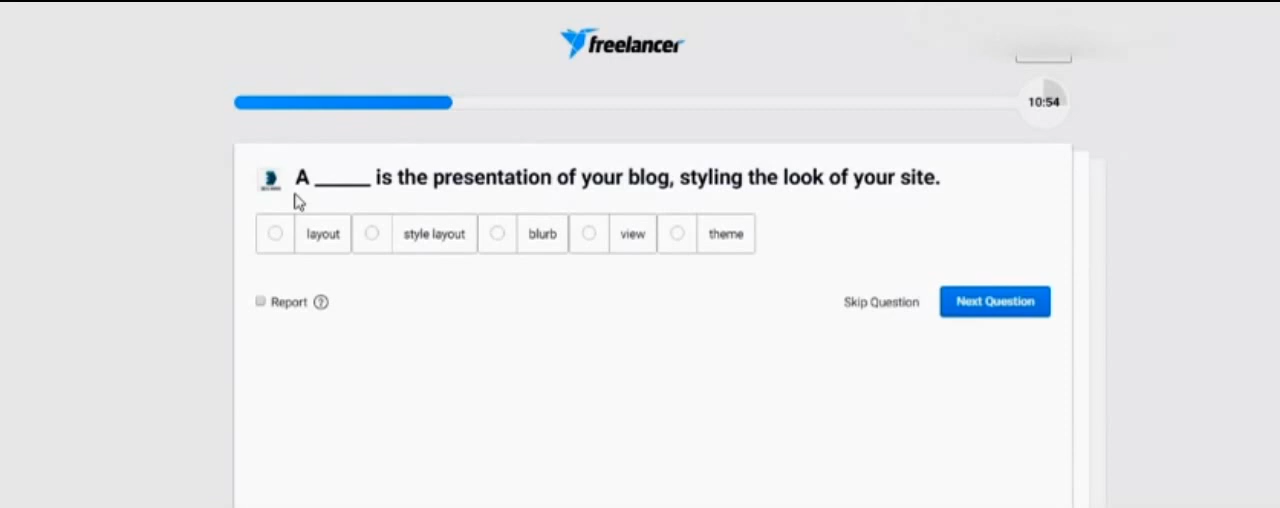 freelancer
10:54
A _____ is the presentation of your blog, styling the look of your site.
layout style layout blurb view theme
Report ?
Skip Question Next Question